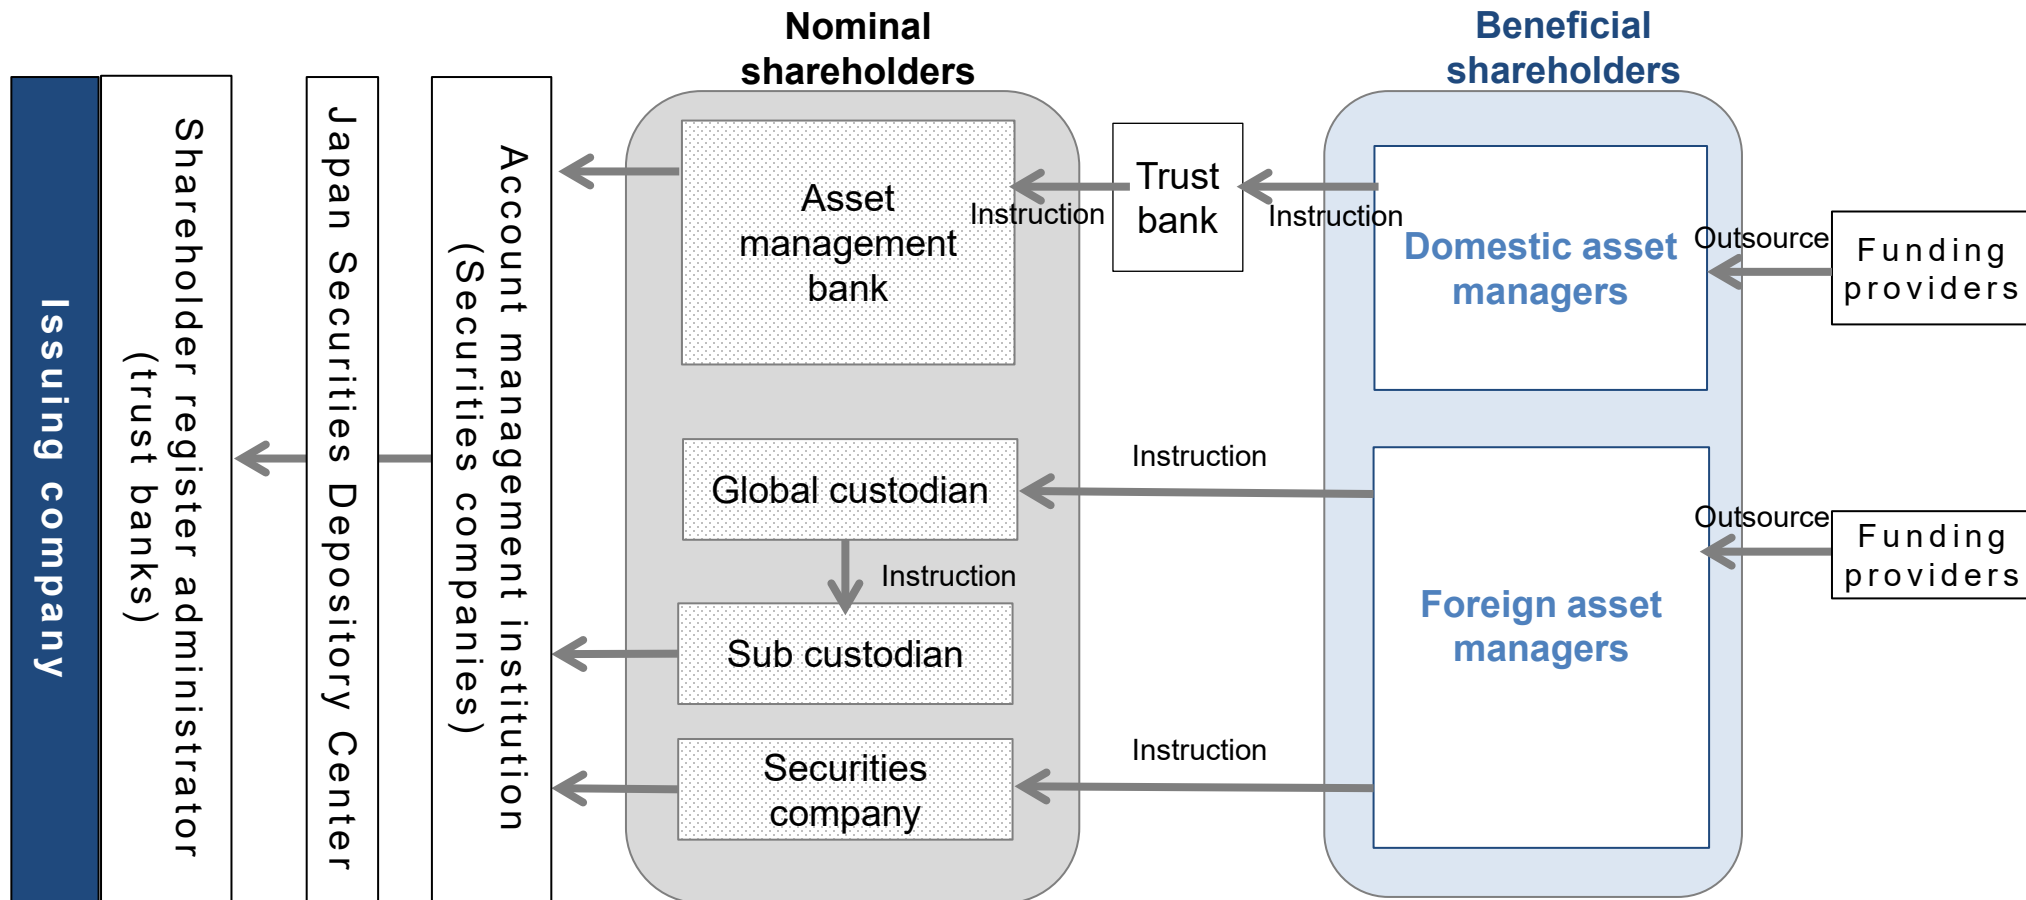 Nominal
shareholders
Beneficial
shareholders
Issuing company
Shareholder register administrator
(trust banks)
Japan Securities Depository Center
Account management institution
(Securities companies)
Asset
management
bank
Instruction
Trust
bank
Instruction
Domestic asset
managers
Outsource
Funding
providers
Global custodian
Instruction
Instruction
Sub custodian
Foreign asset
managers
Outsource
Funding
providers
Securities
company
Instruction